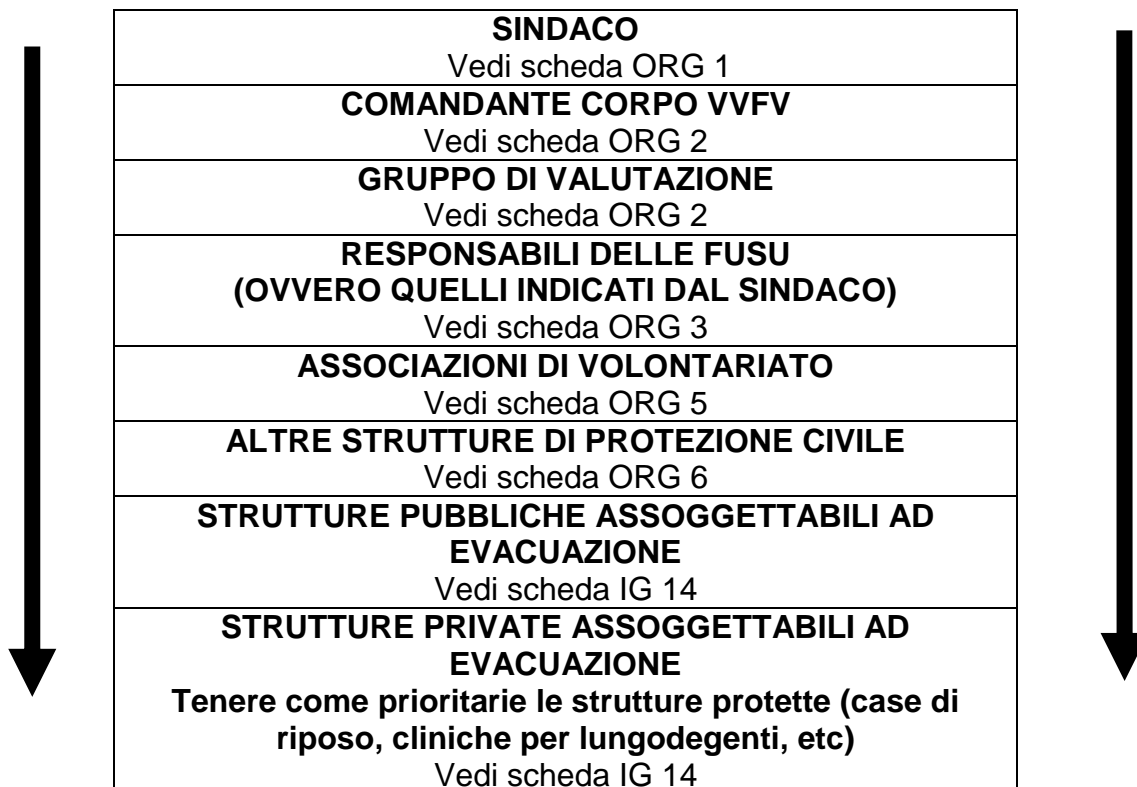 SINDACO
Vedi scheda ORG 1
COMANDANTE CORPO VVFV
Vedi scheda ORG 2
GRUPPO DI VALUTAZIONE
Vedi scheda ORG 2
RESPONSABILI DELLE FUSU
(OVVERO QUELLI INDICATI DAL SINDACO)
Vedi scheda ORG 3
ASSOCIAZIONI DI VOLONTARIATO
Vedi scheda ORG 5
ALTRE STRUTTURE DI PROTEZIONE CIVILE
Vedi scheda ORG 6
STRUTTURE PUBBLICHE ASSOGGETTABILI AD
EVACUAZIONE
Vedi scheda IG 14
STRUTTURE PRIVATE ASSOGGETTABILI AD
EVACUAZIONE
Tenere come prioritarie le strutture protette (case di
riposo, cliniche per lungodegenti, etc)
Vedi scheda IG 14